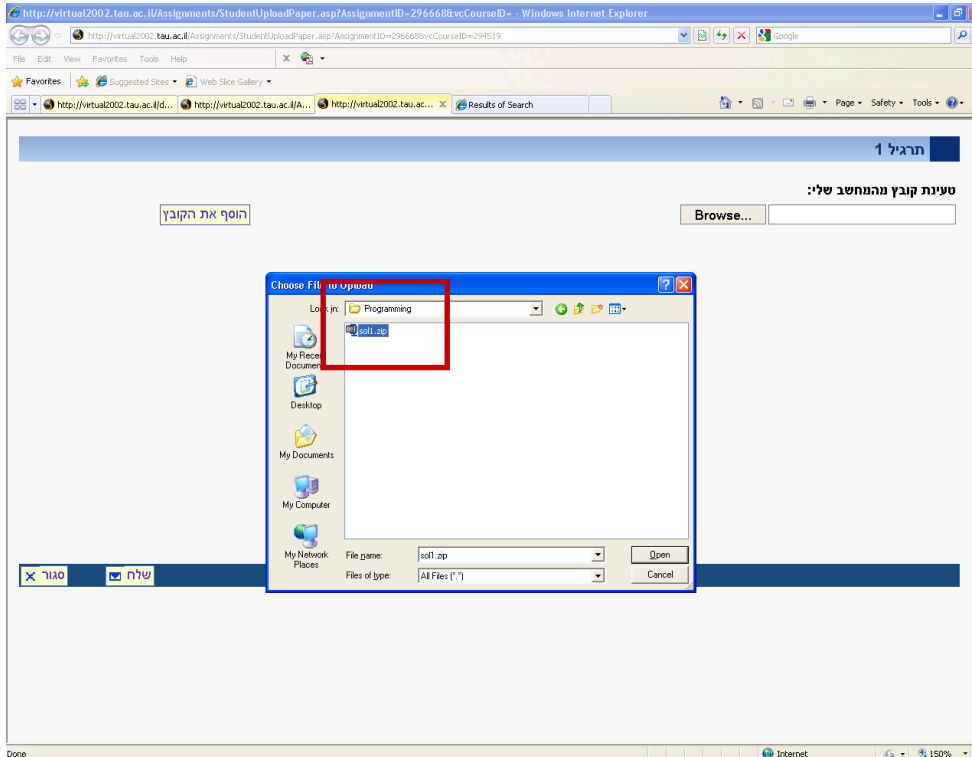 http://virtual2002.tau.ac.il/Assignments/StudentUploadPaper.asp?AssignmentID=296668&vcCourseID= - Windows Internet Explorer
http://virtual2002.tau.ac.il/Assignments/StudentUploadPaper.asp?AssignmentID=296668&vcCourseID=294519
Google
File Edit View Favorites Tools Help
Favorites Suggested Sites Web Slice Gallery
http://virtual2002.tau.ac.il/d... http://virtual2002.tau.ac.il/A... http://virtual2002.tau.ac... Results of Search Page Safety Tools
תרגיל 1
טעינת קובץ מהמחשב שלי:
Browse...
הוסף את הקובץ
Choose File to Upload
Look in: Programming
sol1.zip
My Recent
Documents
Desktop
My Documents
My Computer
My Network
Places
File name: sol1.zip Open
Files of type: All Files (*.*) Cancel
שלח
סגור
Done Internet 150%